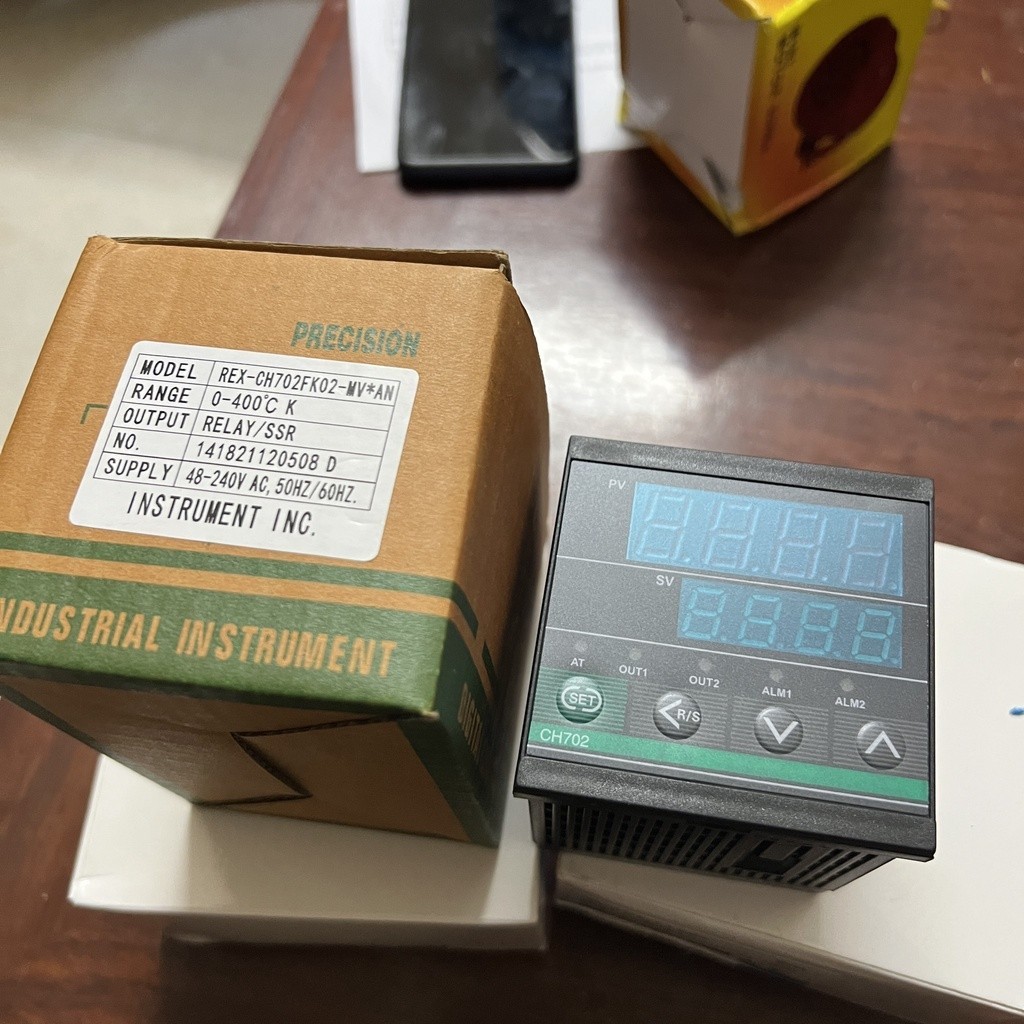 PRECISION
MODEL REX-CH702FK02-MV*AN
RANGE 0-400℃ K
OUTPUT RELAY/SSR
NO. 141821120508 D
SUPPLY 48-240V AC, 50HZ/60HZ.
INSTRUMENT INC.
NDUSTRIAL INSTRUMENT
PV
SV
AT OUT1 OUT2 ALM1 ALM2
SET R/S
CH702